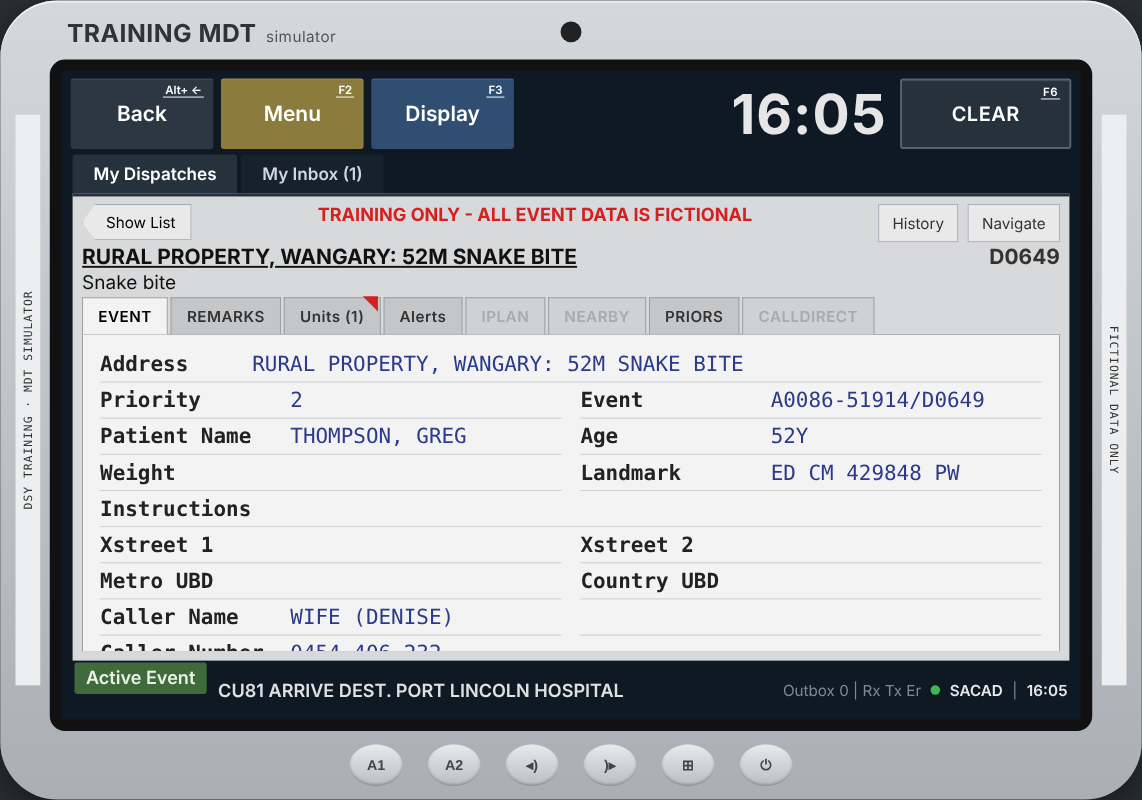 TRAINING MDT simulator
Back Alt+ ←
Menu F2
Display F3
16:05
CLEAR F6
My Dispatches
My Inbox (1)
Show List
TRAINING ONLY - ALL EVENT DATA IS FICTIONAL
History
Navigate
RURAL PROPERTY, WANGARY: 52M SNAKE BITE
D0649
Snake bite
EVENT
REMARKS
Units (1)
Alerts
IPLAN
NEARBY
PRIORS
CALLDIRECT
Address RURAL PROPERTY, WANGARY: 52M SNAKE BITE
Priority 2 Event A0086-51914/D0649
Patient Name THOMPSON, GREG Age 52Y
Weight Landmark ED CM 429848 PW
Instructions
Xstreet 1 Xstreet 2
Metro UBD Country UBD
Caller Name WIFE (DENISE)
Caller Number
Active Event
CU81 ARRIVE DEST. PORT LINCOLN HOSPITAL
Outbox 0 | Rx Tx Er ● SACAD | 16:05
DSY TRAINING · MDT SIMULATOR
FICTIONAL DATA ONLY
A1
A2